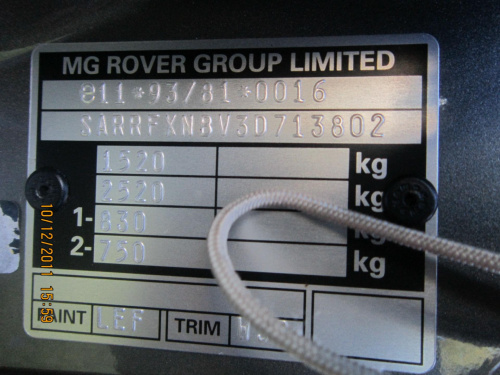 MG ROVER GROUP LIMITED
e11*93/81*0016
SARRFXNBV3D713802
1520 kg
2520 kg
1- 830 kg
2- 750 kg
PAINT LEF TRIM
10/12/2011 15:59